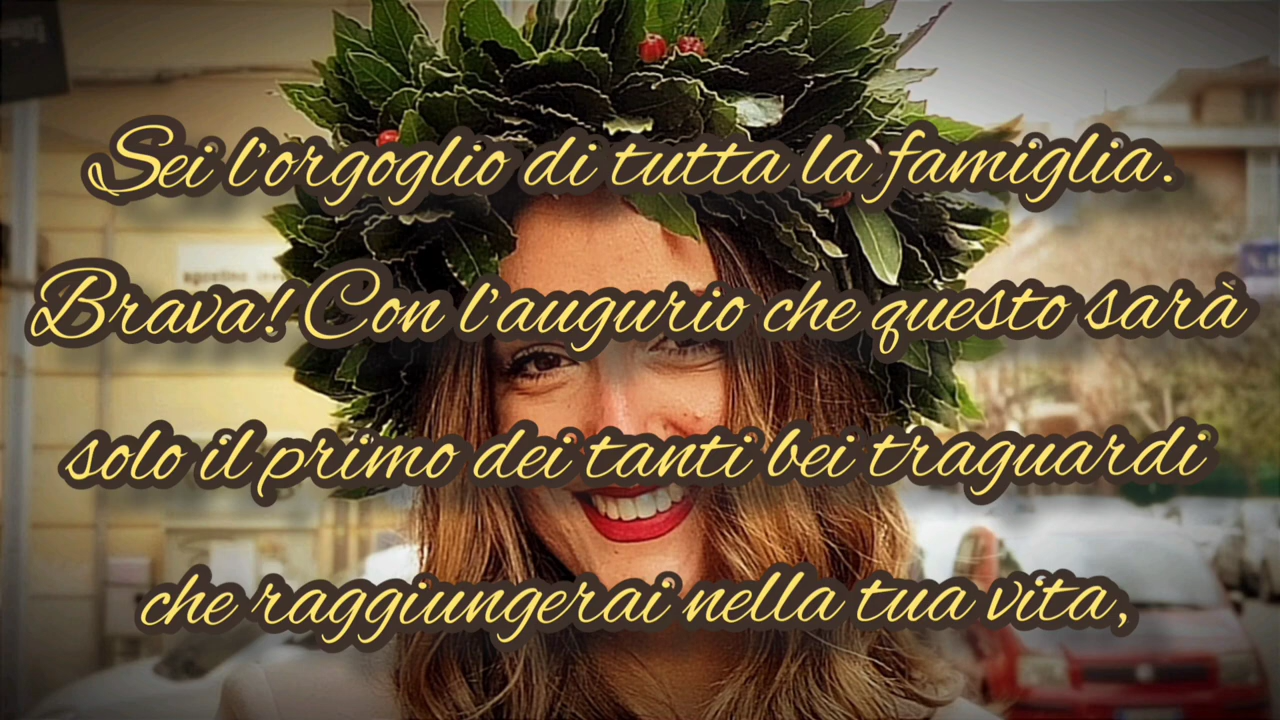 Sei l'orgoglio di tutta la famiglia.
Brava! Con l'augurio che questo sarà
solo il primo dei tanti bei traguardi
che raggiungerai nella tua vita,